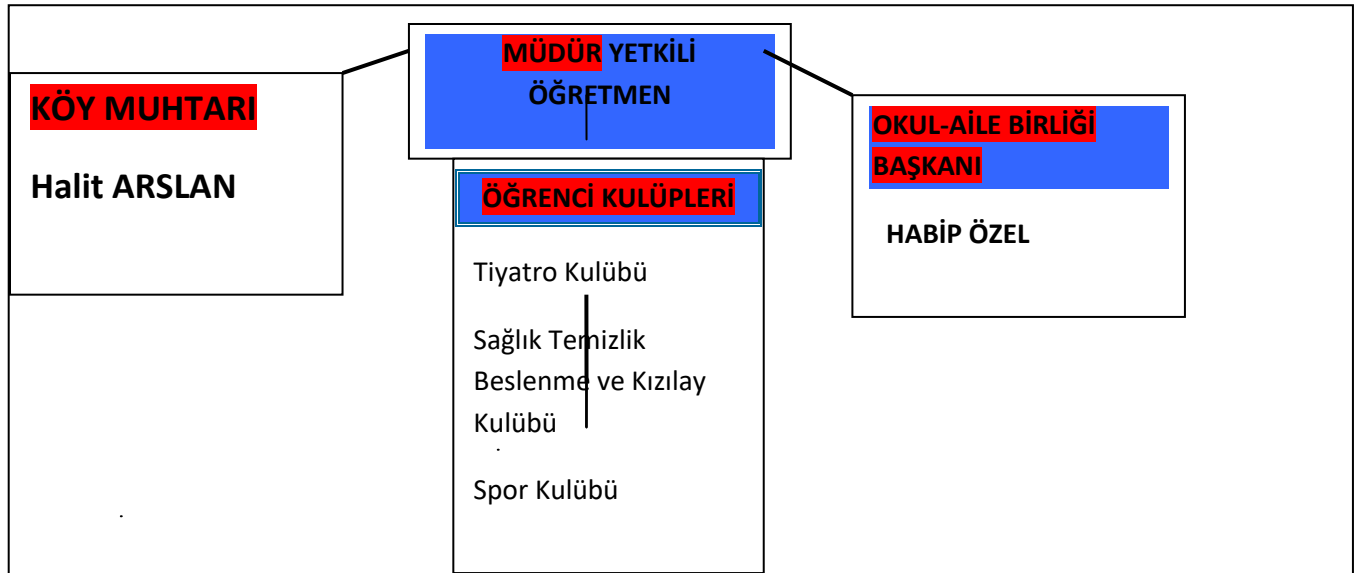 MÜDÜR YETKİLİ
ÖĞRETMEN
KÖY MUHTARI
Halit ARSLAN
OKUL-AİLE BİRLİĞİ
BAŞKANI
HABİP ÖZEL
ÖĞRENCİ KULÜPLERİ
Tiyatro Kulübü
Sağlık Temizlik
Beslenme ve Kızılay
Kulübü
Spor Kulübü